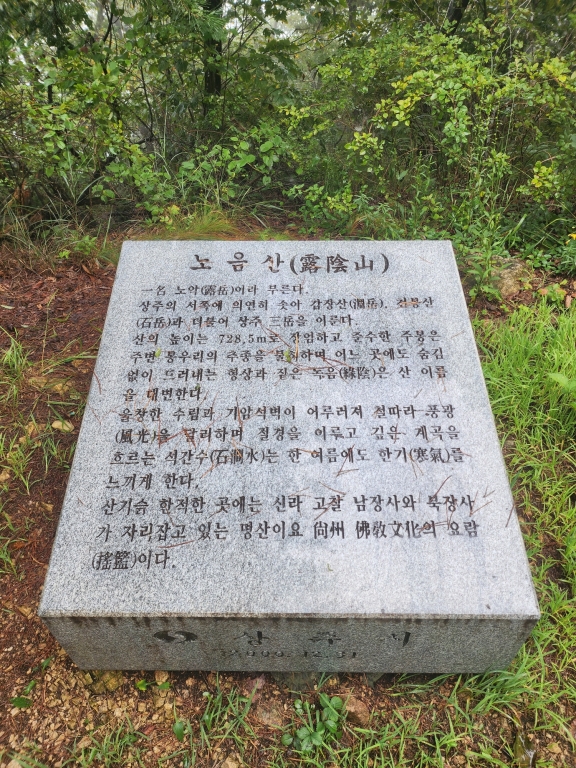 노음산(露陰山)
一名 노악(露岳)이라 부른다.
상주의 서쪽에 의연히 솟아 갑장산(淵岳), 천봉산
(石岳)과 더불어 상주 三岳을 이룬다.
산의 높이는 728.5m로 장엄하고 준수한 주봉은
주변 봉우리의 추종을 불허하며 어느 곳에도 숨김
없이 드러내는 형상과 짙은 녹음(綠陰)은 산 이름
을 대변한다.
울창한 수림과 기암석벽이 어우러져 철따라 풍광
(風光)을 달리하며 절경을 이루고 깊은 계곡을
흐르는 석간수(石澗水)는 한 여름에도 한기(寒氣)를
느끼게 한다.
산기슭 한적한 곳에는 신라 고찰 남장사와 북장사
가 자리잡고 있는 명산이요 尙州 佛敎文化의 요람
(搖籃)이다.
상주시
1999. 12. 31